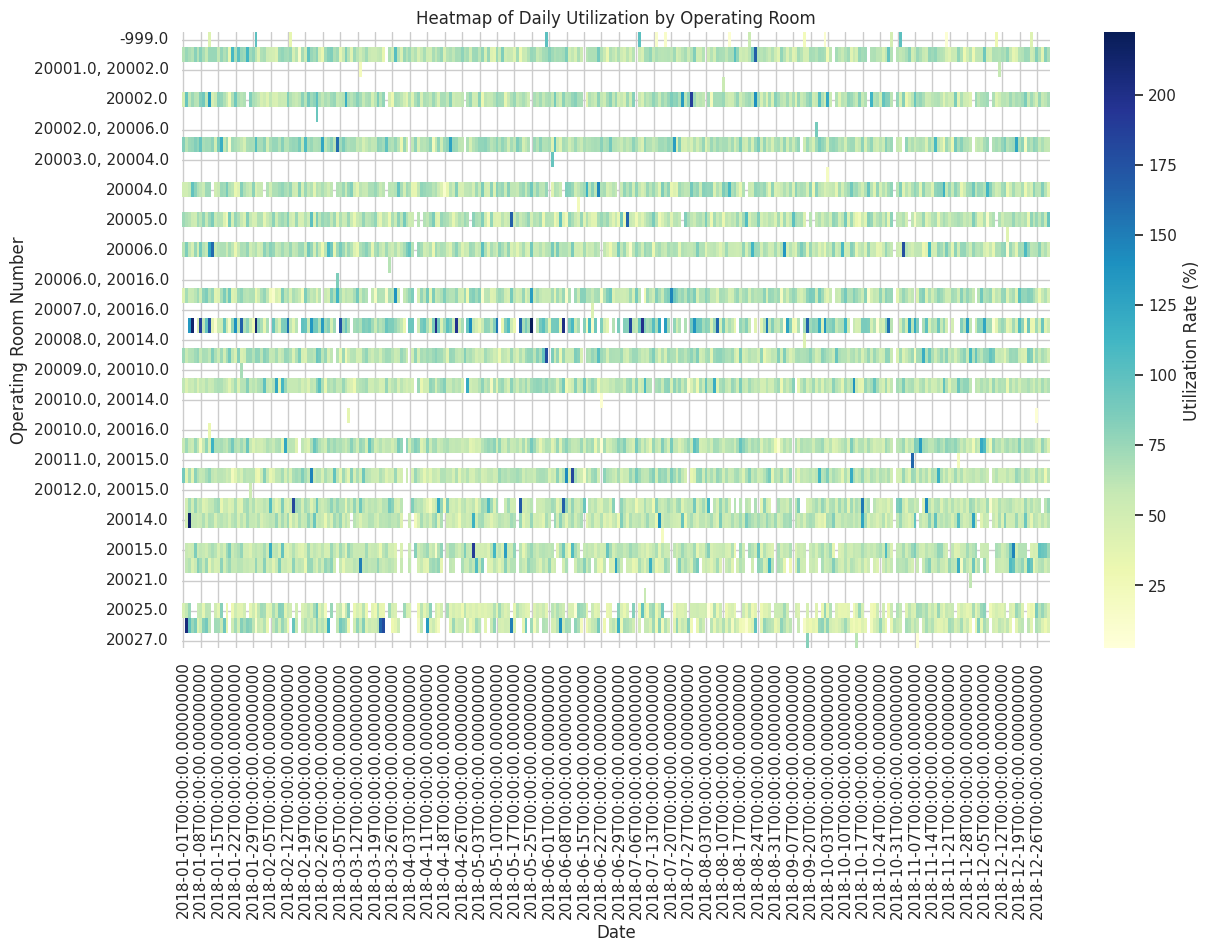 Heatmap of Daily Utilization by Operating Room
Operating Room Number
-999.0
20001.0, 20002.0
20002.0
20002.0, 20006.0
20003.0, 20004.0
20004.0
20005.0
20006.0
20006.0, 20016.0
20007.0, 20016.0
20008.0, 20014.0
20009.0, 20010.0
20010.0, 20014.0
20010.0, 20016.0
20011.0, 20015.0
20012.0, 20015.0
20014.0
20015.0
20021.0
20025.0
20027.0
2018-01-01T00:00:00.000000000
2018-01-08T00:00:00.000000000
2018-01-15T00:00:00.000000000
2018-01-22T00:00:00.000000000
2018-01-29T00:00:00.000000000
2018-02-05T00:00:00.000000000
2018-02-12T00:00:00.000000000
2018-02-19T00:00:00.000000000
2018-02-26T00:00:00.000000000
2018-03-05T00:00:00.000000000
2018-03-12T00:00:00.000000000
2018-03-19T00:00:00.000000000
2018-03-26T00:00:00.000000000
2018-04-03T00:00:00.000000000
2018-04-11T00:00:00.000000000
2018-04-18T00:00:00.000000000
2018-04-26T00:00:00.000000000
2018-05-03T00:00:00.000000000
2018-05-10T00:00:00.000000000
2018-05-17T00:00:00.000000000
2018-05-25T00:00:00.000000000
2018-06-01T00:00:00.000000000
2018-06-08T00:00:00.000000000
2018-06-15T00:00:00.000000000
2018-06-22T00:00:00.000000000
2018-06-29T00:00:00.000000000
2018-07-06T00:00:00.000000000
2018-07-13T00:00:00.000000000
2018-07-20T00:00:00.000000000
2018-07-27T00:00:00.000000000
2018-08-03T00:00:00.000000000
2018-08-10T00:00:00.000000000
2018-08-17T00:00:00.000000000
2018-08-24T00:00:00.000000000
2018-08-31T00:00:00.000000000
2018-09-07T00:00:00.000000000
2018-09-20T00:00:00.000000000
2018-10-03T00:00:00.000000000
2018-10-10T00:00:00.000000000
2018-10-17T00:00:00.000000000
2018-10-24T00:00:00.000000000
2018-10-31T00:00:00.000000000
2018-11-07T00:00:00.000000000
2018-11-14T00:00:00.000000000
2018-11-21T00:00:00.000000000
2018-11-28T00:00:00.000000000
2018-12-05T00:00:00.000000000
2018-12-12T00:00:00.000000000
2018-12-19T00:00:00.000000000
2018-12-26T00:00:00.000000000
Date
200
175
150
125
100
75
50
25
Utilization Rate (%)